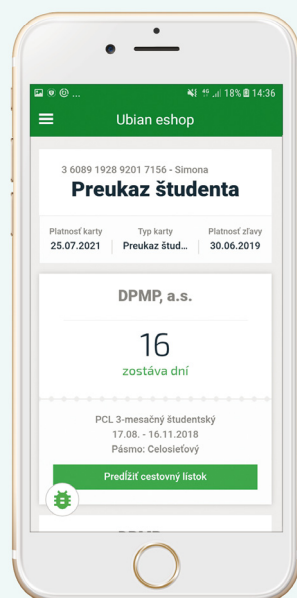 ... 4G 18% 14:36
Ubian eshop
3 6089 1928 9201 7156 - Simona
Preukaz študenta
Platnosť karty Typ karty Platnosť zľavy
25.07.2021 Preukaz štud... 30.06.2019
DPMP, a.s.
16
zostáva dní
PCL 3-mesačný študentský
17.08. - 16.11.2018
Pásmo: Celosieťový
Predĺžiť cestovný lístok